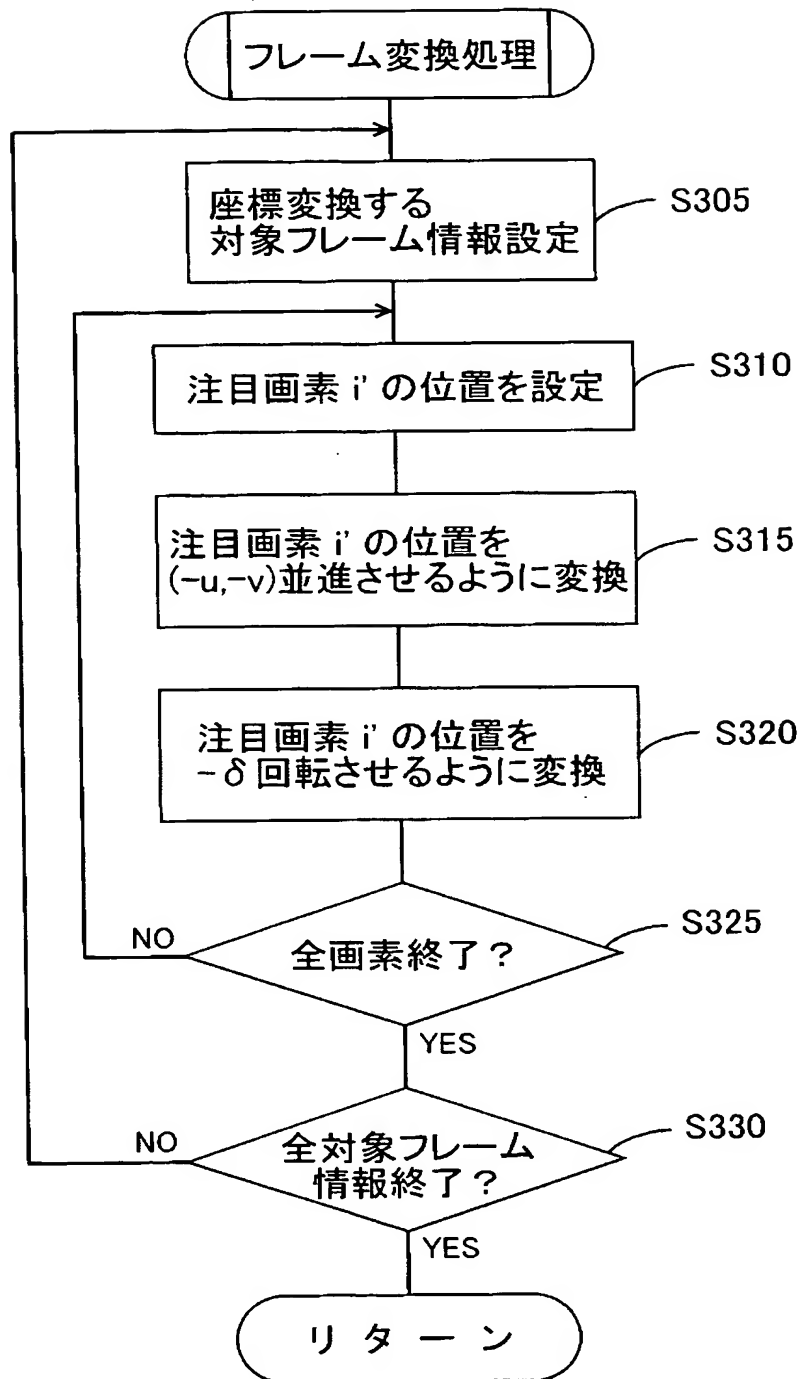 フレーム変換処理
座標変換する
対象フレーム情報設定
S305
注目画素 i' の位置を設定
S310
注目画素 i' の位置を
(-u,-v)並進させるように変換
S315
注目画素 i' の位置を
-δ回転させるように変換
S320
全画素終了?
S325
NO
YES
全対象フレーム
情報終了?
S330
NO
YES
リターン